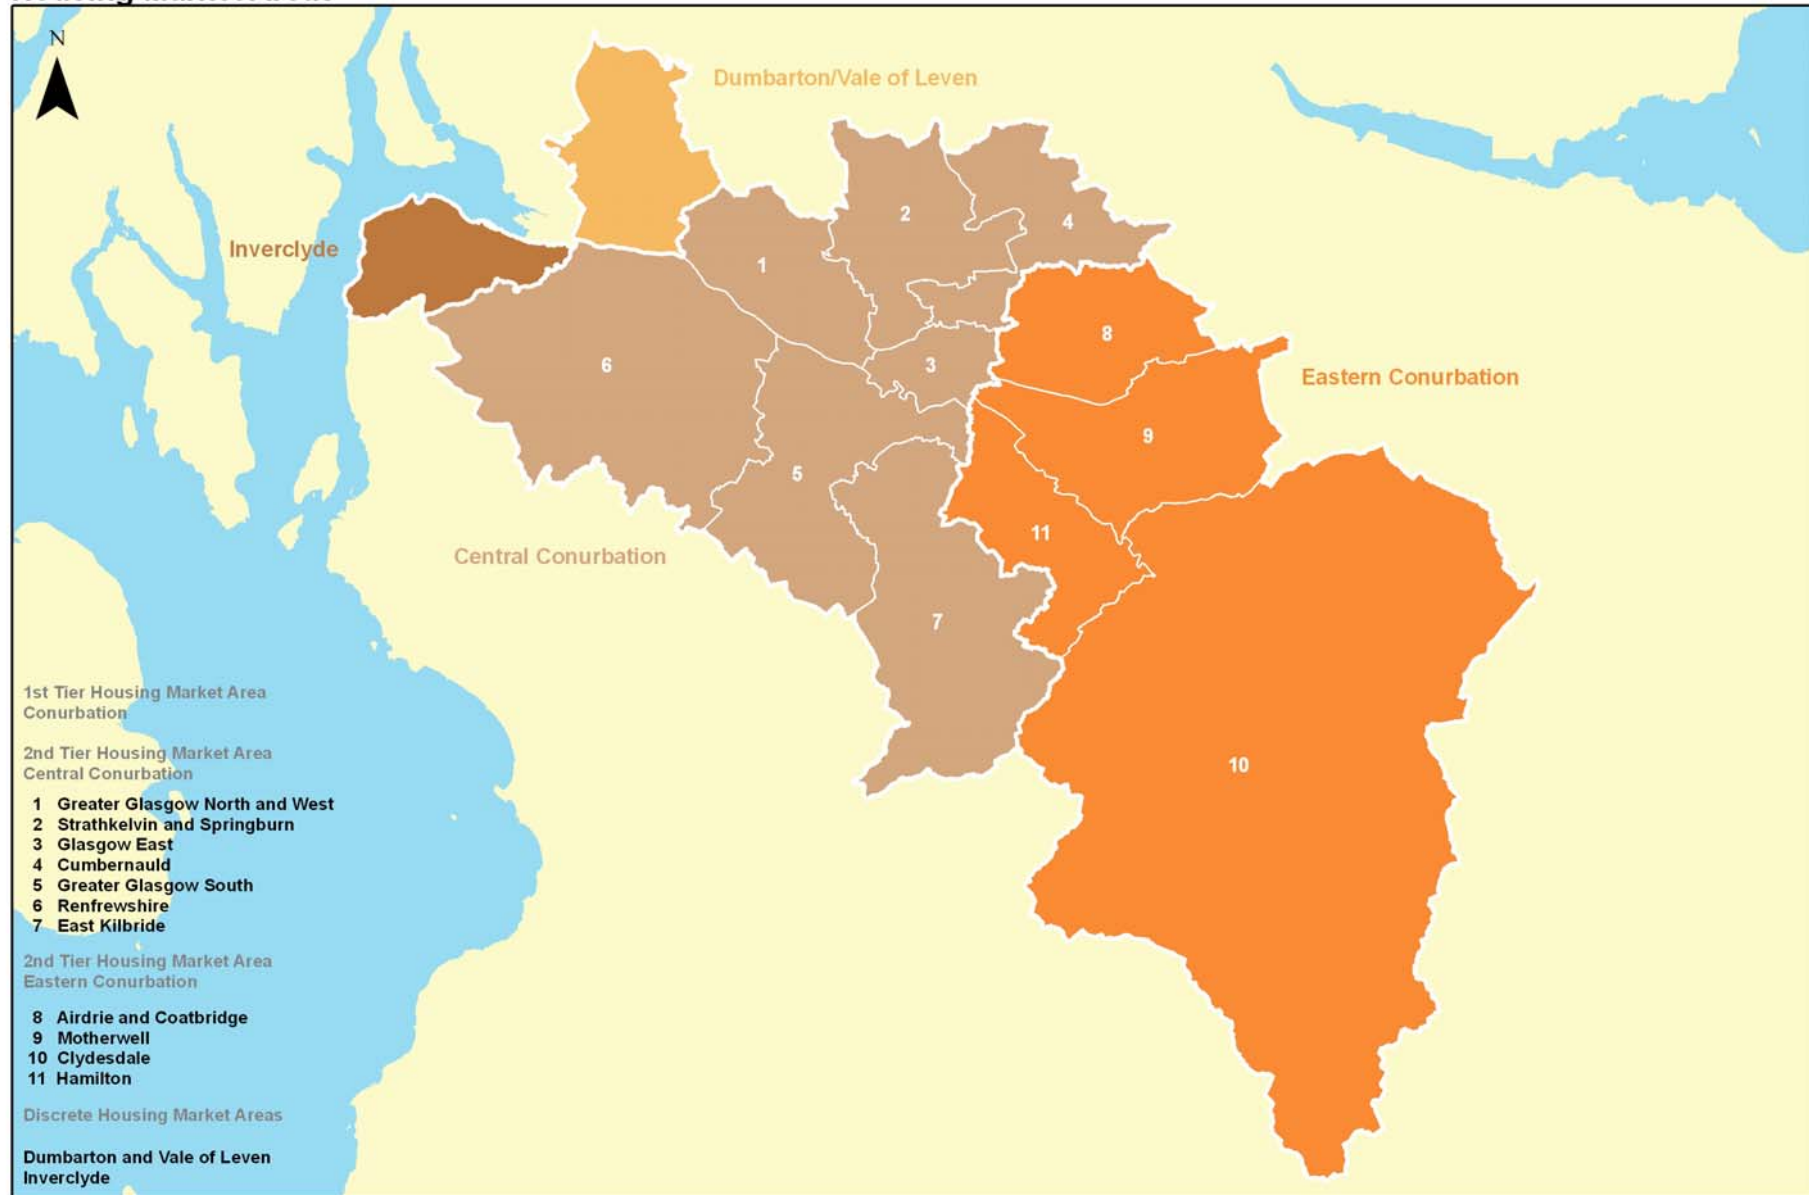 N
Dumbarton/Vale of Leven
2
4
Inverclyde
1
8
6
3
Eastern Conurbation
9
5
11
Central Conurbation
7
10
1st Tier Housing Market Area
Conurbation
2nd Tier Housing Market Area
Central Conurbation
1 Greater Glasgow North and West
2 Strathkelvin and Springburn
3 Glasgow East
4 Cumbernauld
5 Greater Glasgow South
6 Renfrewshire
7 East Kilbride
2nd Tier Housing Market Area
Eastern Conurbation
8 Airdrie and Coatbridge
9 Motherwell
10 Clydesdale
11 Hamilton
Discrete Housing Market Areas
Dumbarton and Vale of Leven
Inverclyde